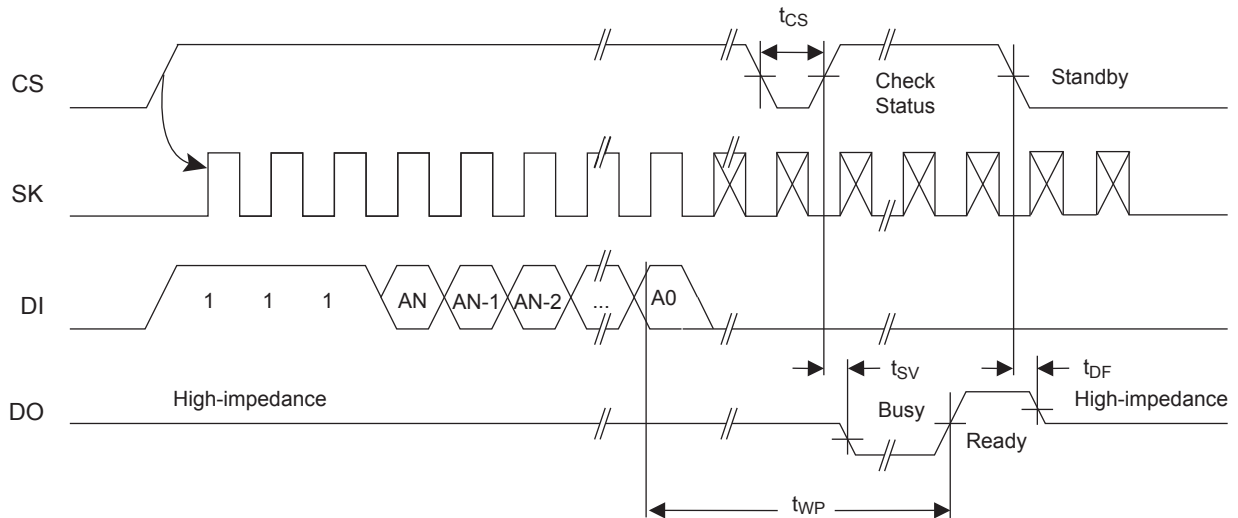 tCS
CS
Check
Status
Standby
SK
DI
1 1 1 AN AN-1 AN-2 ... A0
tSV
tDF
DO
High-impedance
Busy
Ready
High-impedance
tWP